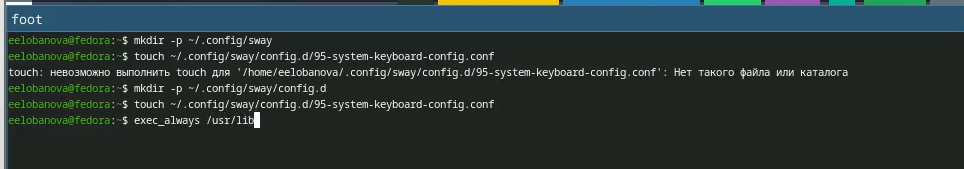 foot
eelobanova@fedora:~$ mkdir -p ~/.config/sway
eelobanova@fedora:~$ touch ~/.config/sway/config.d/95-system-keyboard-config.conf
touch: невозможно выполнить touch для '/home/eelobanova/.config/sway/config.d/95-system-keyboard-config.conf': Нет такого файла или каталога
eelobanova@fedora:~$ mkdir -p ~/.config/sway/config.d
eelobanova@fedora:~$ touch ~/.config/sway/config.d/95-system-keyboard-config.conf
eelobanova@fedora:~$ exec_always /usr/lib